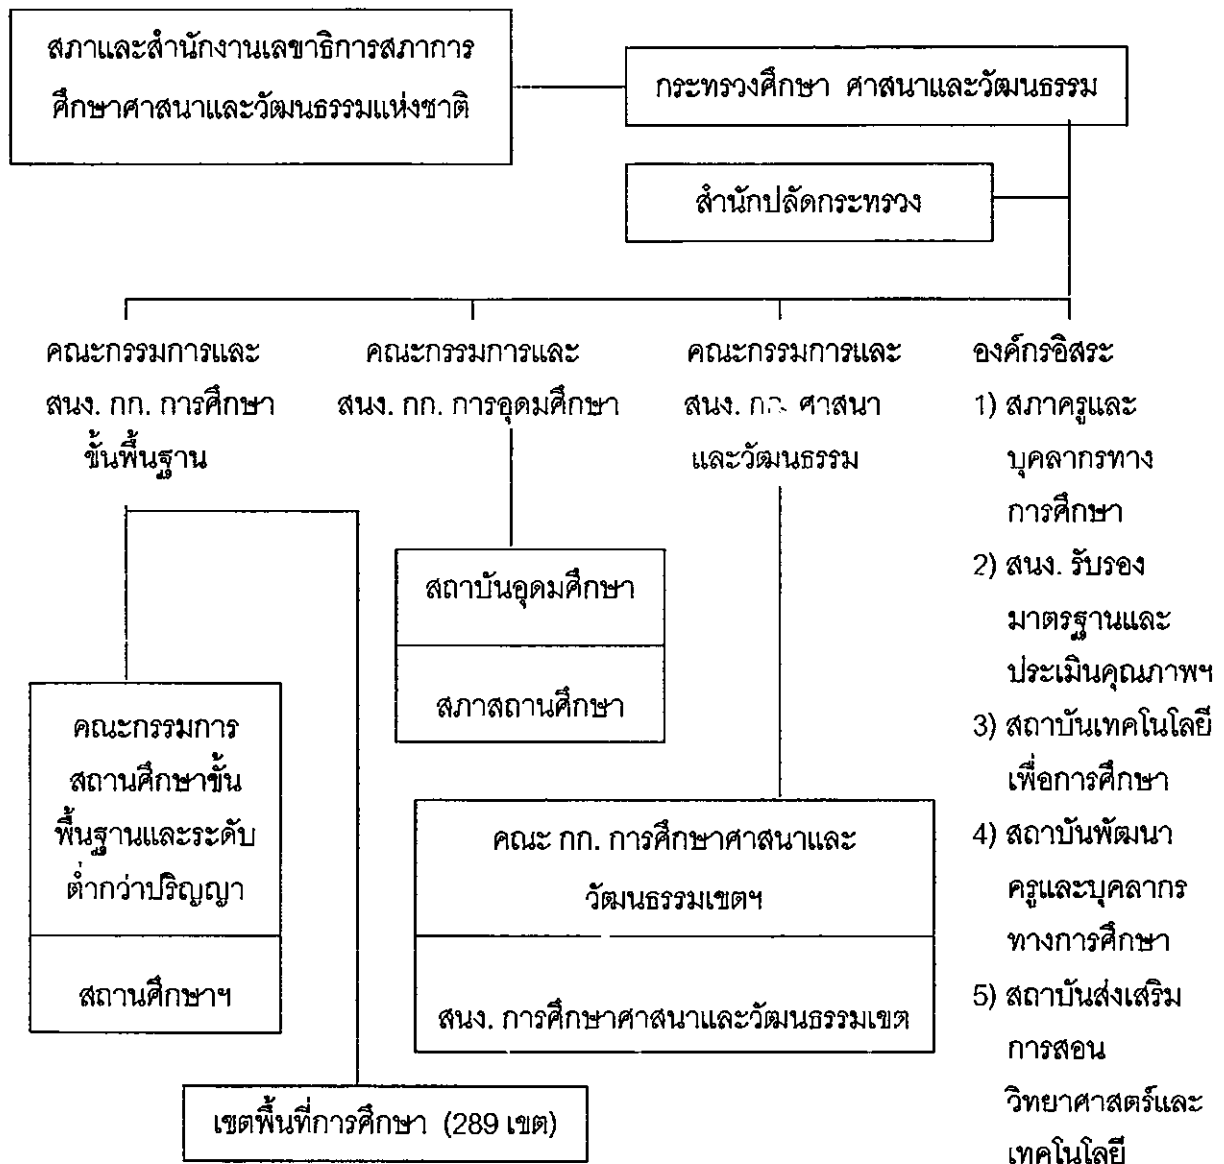 สภาและสำนักงานเลขาธิการสภาการ
ศึกษาศาสนาและวัฒนธรรมแห่งชาติ
กระทรวงศึกษา ศาสนาและวัฒนธรรม
สำนักปลัดกระทรวง
คณะกรรมการและ
สนง. กก. การศึกษา
ขั้นพื้นฐาน
คณะกรรมการและ
สนง. กก. การอุดมศึกษา
คณะกรรมการและ
สนง. กก. ศาสนา
และวัฒนธรรม
องค์กรอิสระ
1) สภาครูและ
บุคลากรทาง
การศึกษา
2) สนง. รับรอง
มาตรฐานและ
ประเมินคุณภาพฯ
3) สถาบันเทคโนโลยี
เพื่อการศึกษา
4) สถาบันพัฒนา
ครูและบุคลากร
ทางการศึกษา
5) สถาบันส่งเสริม
การสอน
วิทยาศาสตร์และ
เทคโนโลยี
สถาบันอุดมศึกษา
สภาสถานศึกษา
คณะกรรมการ
สถานศึกษาขั้น
พื้นฐานและระดับ
ต่ำกว่าปริญญา
สถานศึกษาฯ
คณะ กก. การศึกษาศาสนาและ
วัฒนธรรมเขตฯ
สนง. การศึกษาศาสนาและวัฒนธรรมเขต
เขตพื้นที่การศึกษา (289 เขต)